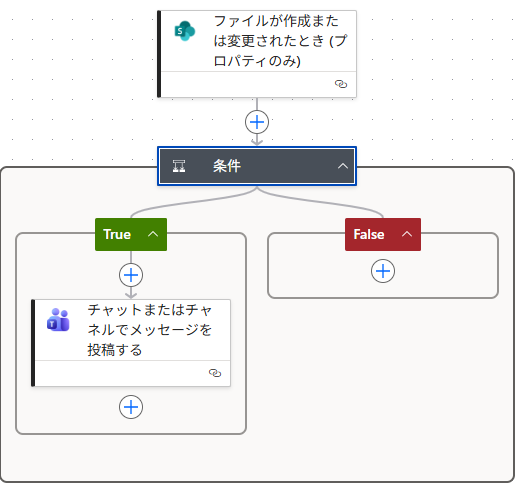 ファイルが作成または変更されたとき (プロパティのみ)
条件
True
False
チャットまたはチャネルでメッセージを投稿する